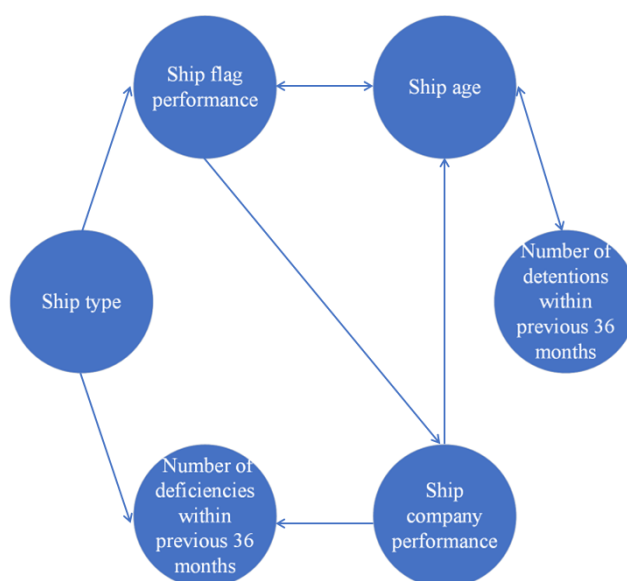 Ship flag
performance
Ship age
Ship type
Number of
detentions
within
previous 36
months
Number of
deficiencies
within
previous 36
months
Ship
company
performance